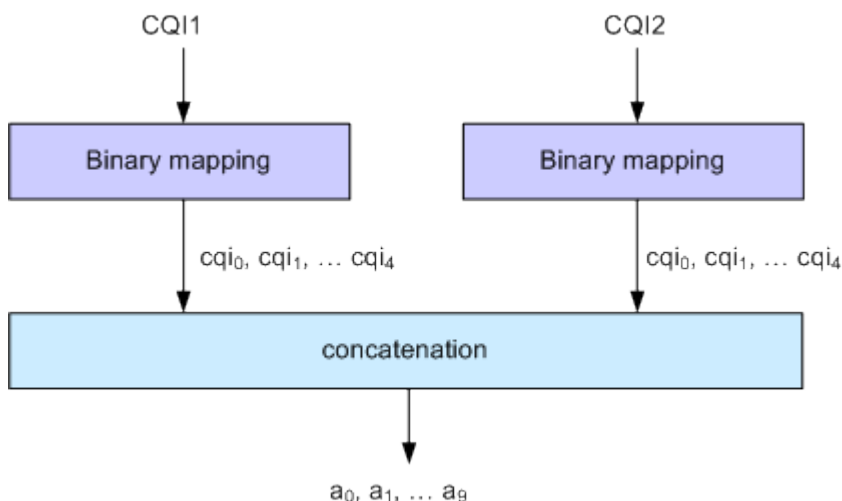 CQI1
CQI2
Binary mapping
Binary mapping
cqi₀, cqi₁, … cqi₄
cqi₀, cqi₁, … cqi₄
concatenation
a₀, a₁, … a₉